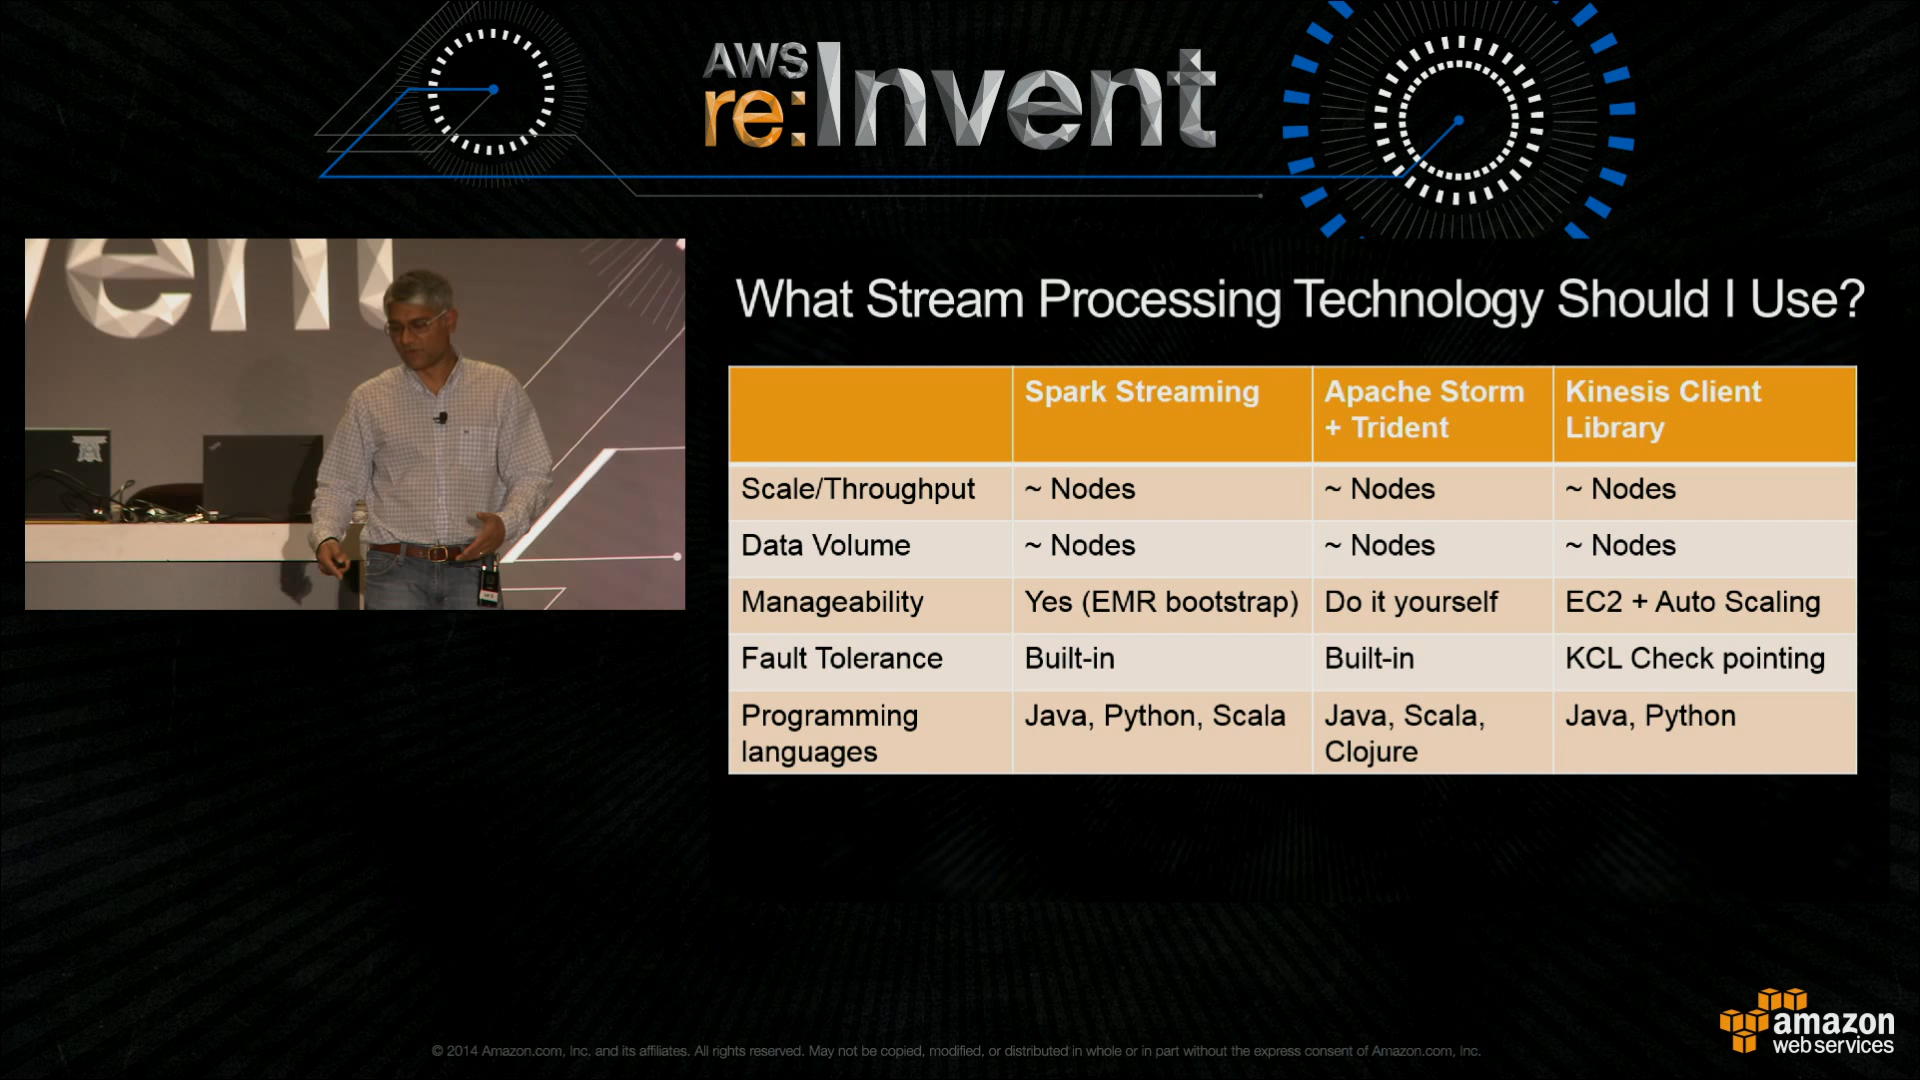 AWS
re:Invent
vent
What Stream Processing Technology Should I Use?
Spark Streaming
Apache Storm
+ Trident
Kinesis Client
Library
Scale/Throughput
~ Nodes
~ Nodes
~ Nodes
Data Volume
~ Nodes
~ Nodes
~ Nodes
Manageability
Yes (EMR bootstrap)
Do it yourself
EC2 + Auto Scaling
Fault Tolerance
Built-in
Built-in
KCL Check pointing
Programming
languages
Java, Python, Scala
Java, Scala,
Clojure
Java, Python
amazon
web services
© 2014 Amazon.com, Inc. and its affiliates. All rights reserved. May not be copied, modified, or distributed in whole or in part without the express consent of Amazon.com, Inc.